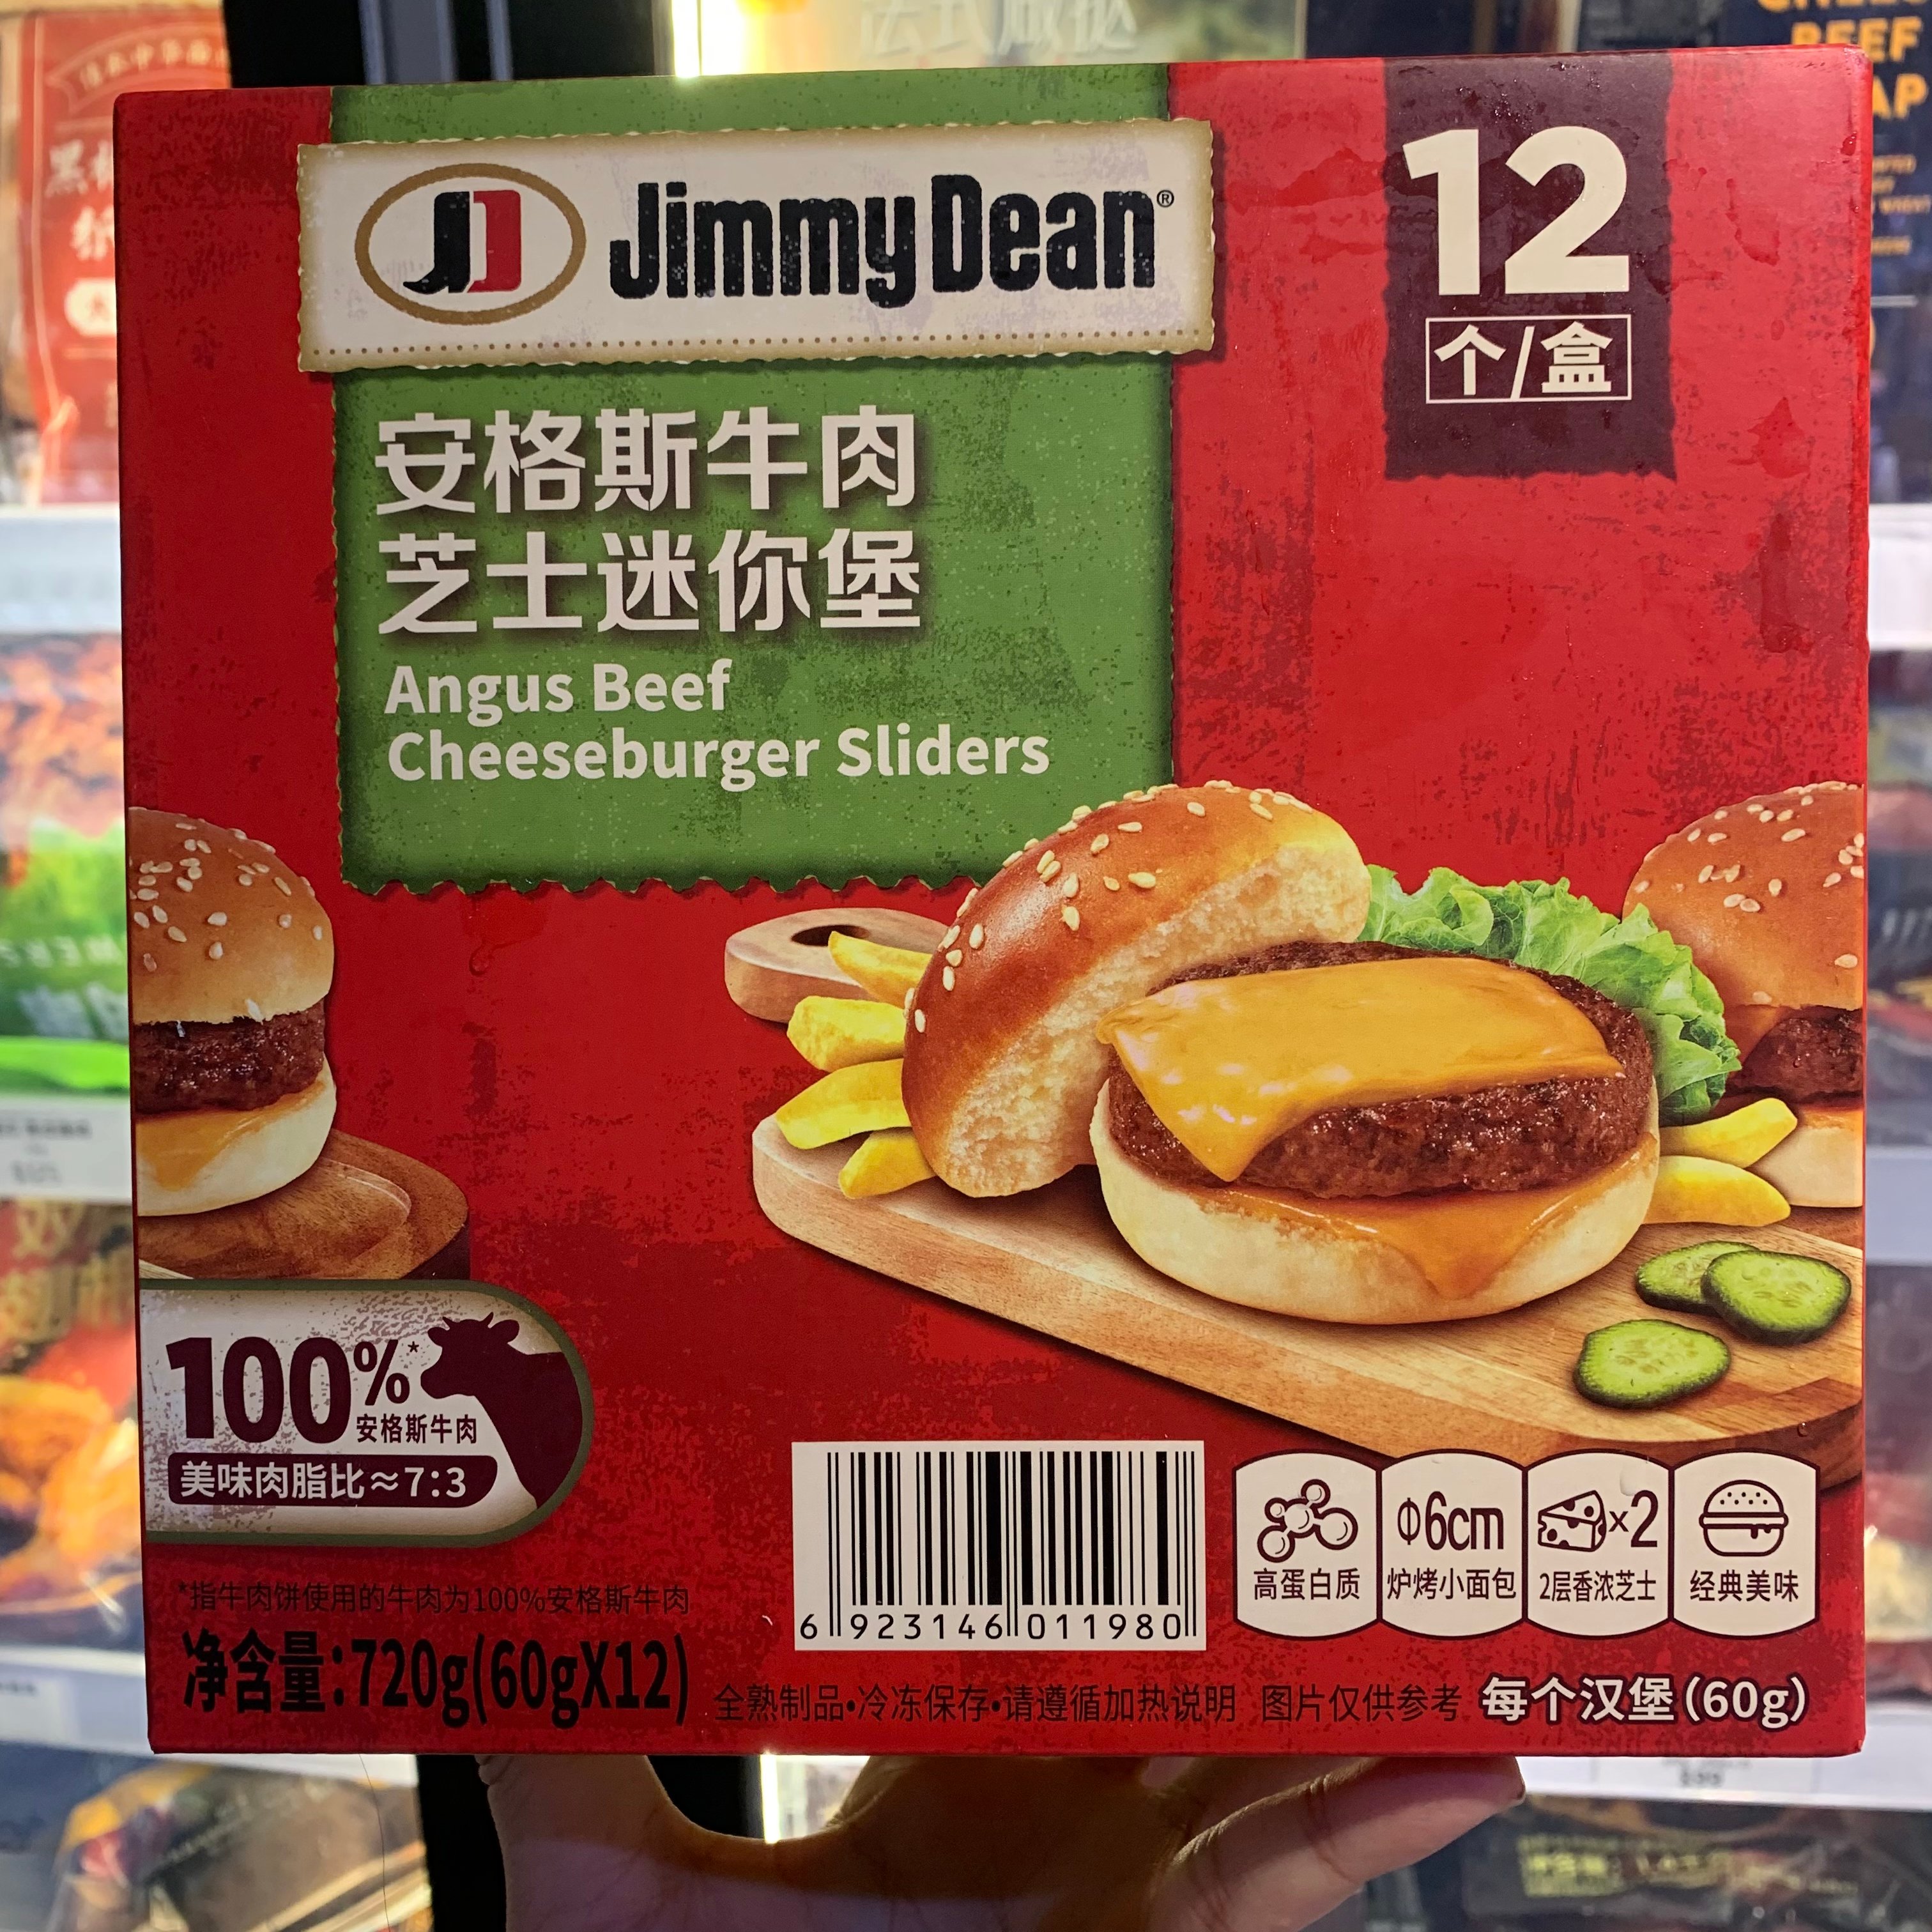 JD Jimmy Dean®
12
个/盒
安格斯牛肉
芝士迷你堡
Angus Beef
Cheeseburger Sliders
100%*
安格斯牛肉
美味肉脂比≈7:3
*指牛肉饼使用的牛肉为100%安格斯牛肉
净含量:720g(60gX12)
6 923146 011980
全熟制品•冷冻保存•请遵循加热说明 图片仅供参考
高蛋白质
Φ6cm
炉烤小面包
x2
2层香浓芝士
经典美味
每个汉堡(60g)
BEEF